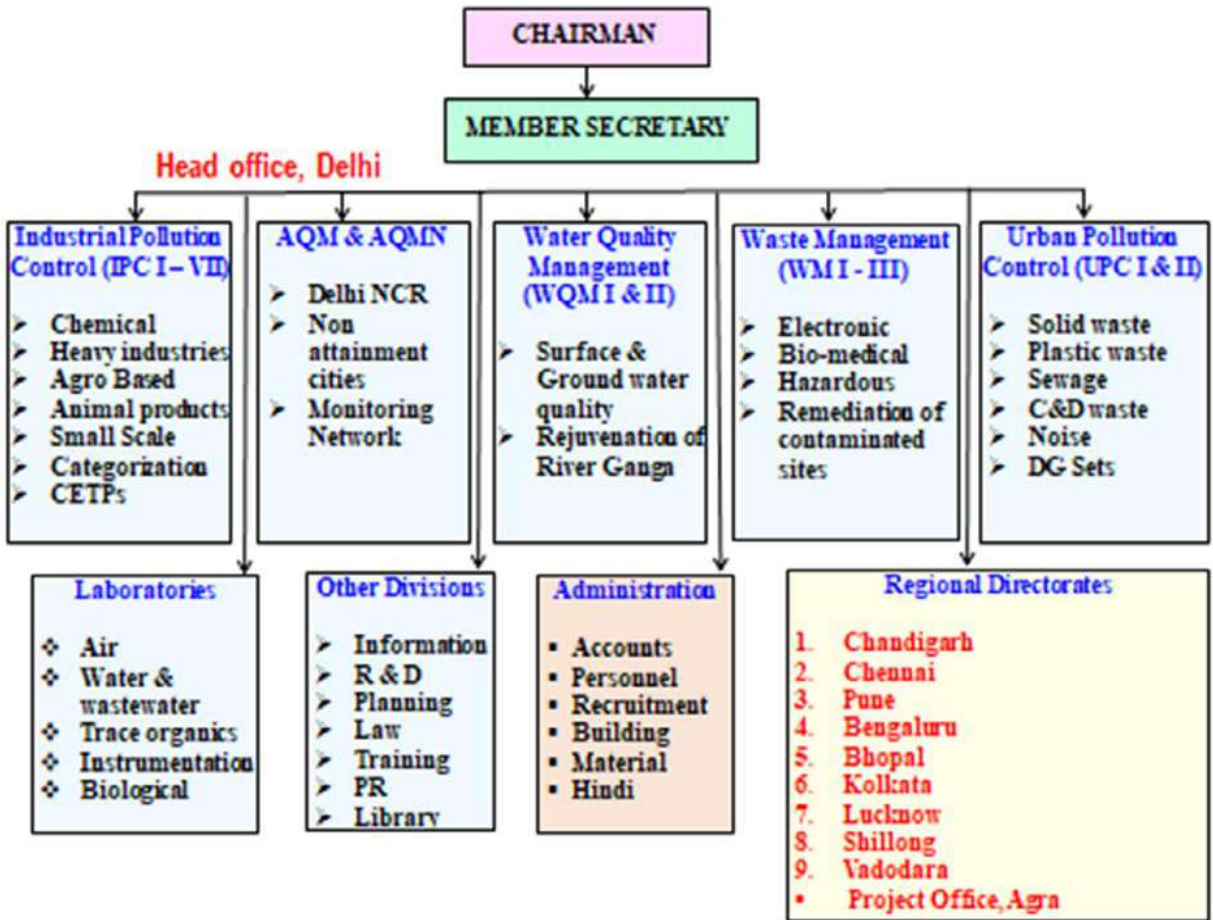 CHAIRMAN
MEMBER SECRETARY
Head office, Delhi
Industrial Pollution
Control (IPC I – VII)
➢ Chemical
➢ Heavy industries
➢ Agro Based
➢ Animal products
➢ Small Scale
➢ Categorization
➢ CETPs
AQM & AQMN
➢ Delhi NCR
➢ Non
attainment
cities
➢ Monitoring
Network
Water Quality
Management
(WQM I & II)
➢ Surface &
Ground water
quality
➢ Rejuvenation of
River Ganga
Waste Management
(WM I - III)
➢ Electronic
➢ Bio-medical
➢ Hazardous
➢ Remediation of
contaminated
sites
Urban Pollution
Control (UPC I & II)
➢ Solid waste
➢ Plastic waste
➢ Sewage
➢ C&D waste
➢ Noise
➢ DG Sets
Laboratories
❖ Air
❖ Water &
wastewater
❖ Trace organics
❖ Instrumentation
❖ Biological
Other Divisions
➢ Information
➢ R & D
➢ Planning
➢ Law
➢ Training
➢ PR
➢ Library
Administration
▪ Accounts
▪ Personnel
▪ Recruitment
▪ Building
▪ Material
▪ Hindi
Regional Directorates
1. Chandigarh
2. Chennai
3. Pune
4. Bengaluru
5. Bhopal
6. Kolkata
7. Lucknow
8. Shillong
9. Vadodara
▪ Project Office, Agra